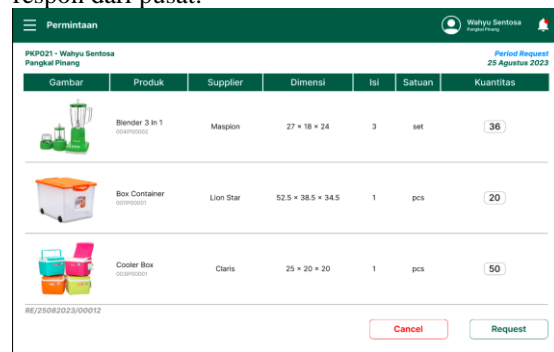 respon dari pusat.
Permintaan
Wahyu Sentosa
Pangkal Pinang
PKP021 - Wahyu Sentosa
Pangkal Pinang
Period Request
25 Agustus 2023
Gambar Produk Supplier Dimensi Isi Satuan Kuantitas
Blender 3 In 1
004IPS0002
Maspion 27 × 18 × 24 3 set 36
Box Container
001IPS0001
Lion Star 52.5 × 38.5 × 34.5 1 pcs 20
Cooler Box
003IPS0001
Claris 25 × 20 × 20 1 pcs 50
RE/25082023/00012
Cancel Request